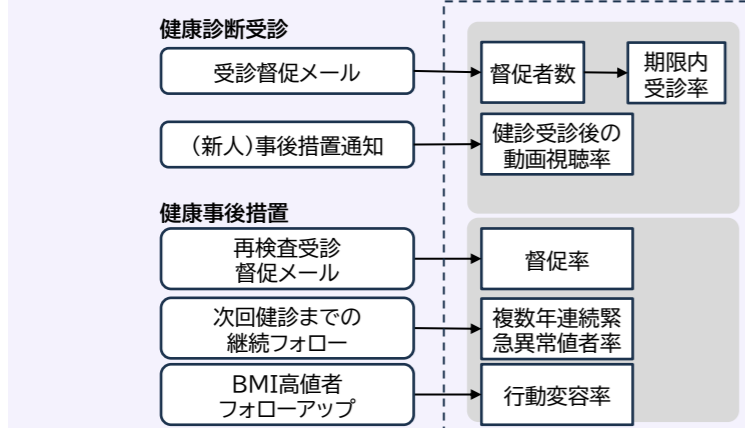 健康診断受診
受診督促メール
督促者数
期限内
受診率
（新人）事後措置通知
健診受診後の
動画視聴率
健康事後措置
再検査受診
督促メール
督促率
次回健診までの
継続フォロー
複数年連続緊
急異常値者率
BMI高値者
フォローアップ
行動変容率